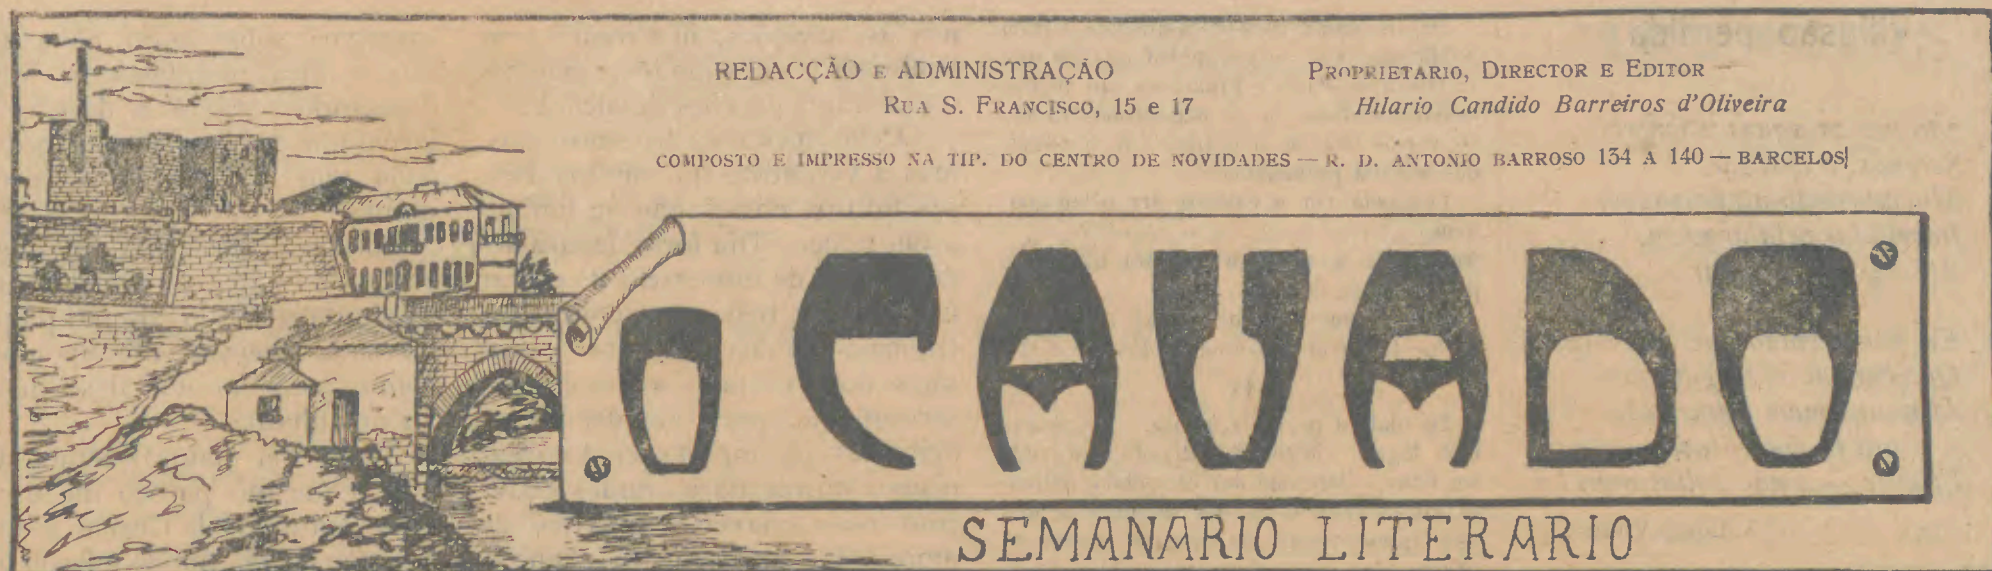 REDACÇÃO E ADMINISTRAÇÃO
RUA S. FRANCISCO, 15 e 17
PROPRIETARIO, DIRECTOR E EDITOR
Hilario Candido Barreiros d'Oliveira
COMPOSTO E IMPRESSO NA TIP. DO CENTRO DE NOVIDADES — R. D. ANTONIO BARROSO 134 A 140 — BARCELOS
O CAVADO
SEMANARIO LITERARIO